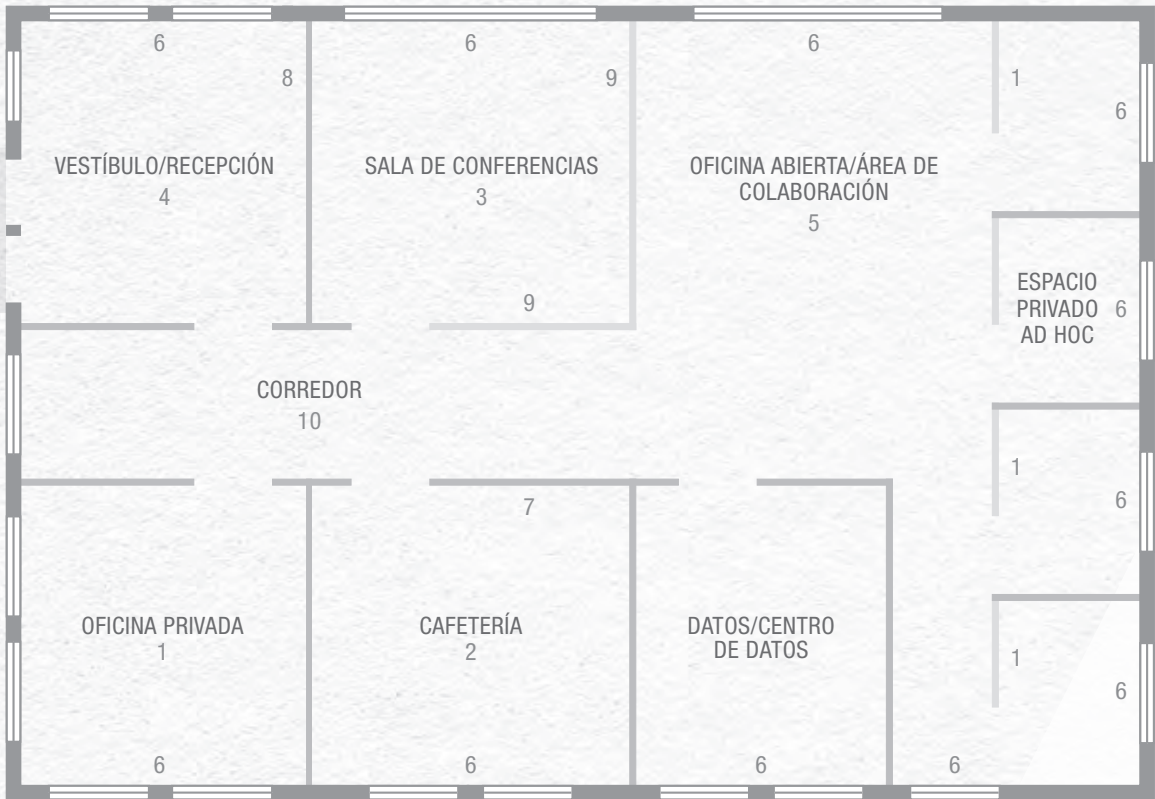 6
6
6
8
9
1
6
VESTÍBULO/RECEPCIÓN
4
SALA DE CONFERENCIAS
3
OFICINA ABIERTA/ÁREA DE
COLABORACIÓN
5
ESPACIO
PRIVADO
AD HOC
6
9
CORREDOR
10
1
6
7
OFICINA PRIVADA
1
CAFETERÍA
2
DATOS/CENTRO
DE DATOS
1
6
6
6
6
6